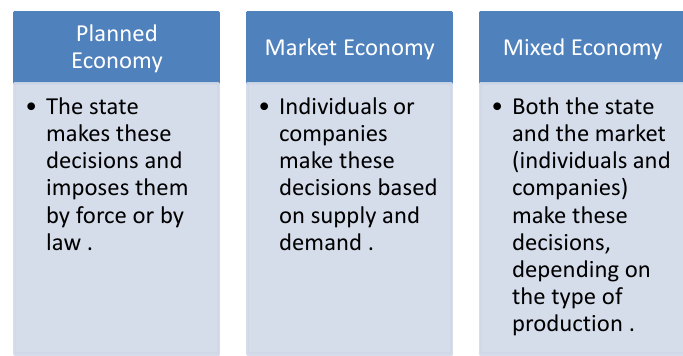 Planned
Economy
• The state
makes these
decisions and
imposes them
by force or by
law .
Market Economy
• Individuals or
companies
make these
decisions based
on supply and
demand .
Mixed Economy
• Both the state
and the market
(individuals and
companies)
make these
decisions,
depending on
the type of
production .